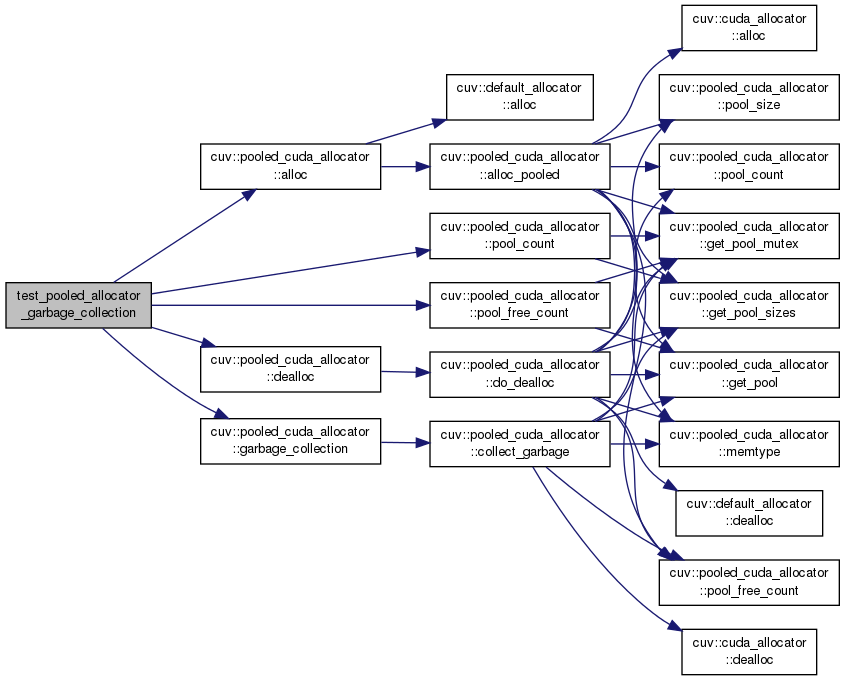 cuv::cuda_allocator
::alloc
cuv::default_allocator
::alloc
cuv::pooled_cuda_allocator
::pool_size
cuv::pooled_cuda_allocator
::alloc
cuv::pooled_cuda_allocator
::alloc_pooled
cuv::pooled_cuda_allocator
::pool_count
cuv::pooled_cuda_allocator
::pool_count
cuv::pooled_cuda_allocator
::get_pool_mutex
test_pooled_allocator
_garbage_collection
cuv::pooled_cuda_allocator
::pool_free_count
cuv::pooled_cuda_allocator
::get_pool_sizes
cuv::pooled_cuda_allocator
::dealloc
cuv::pooled_cuda_allocator
::do_dealloc
cuv::pooled_cuda_allocator
::get_pool
cuv::pooled_cuda_allocator
::garbage_collection
cuv::pooled_cuda_allocator
::collect_garbage
cuv::pooled_cuda_allocator
::memtype
cuv::default_allocator
::dealloc
cuv::pooled_cuda_allocator
::pool_free_count
cuv::cuda_allocator
::dealloc